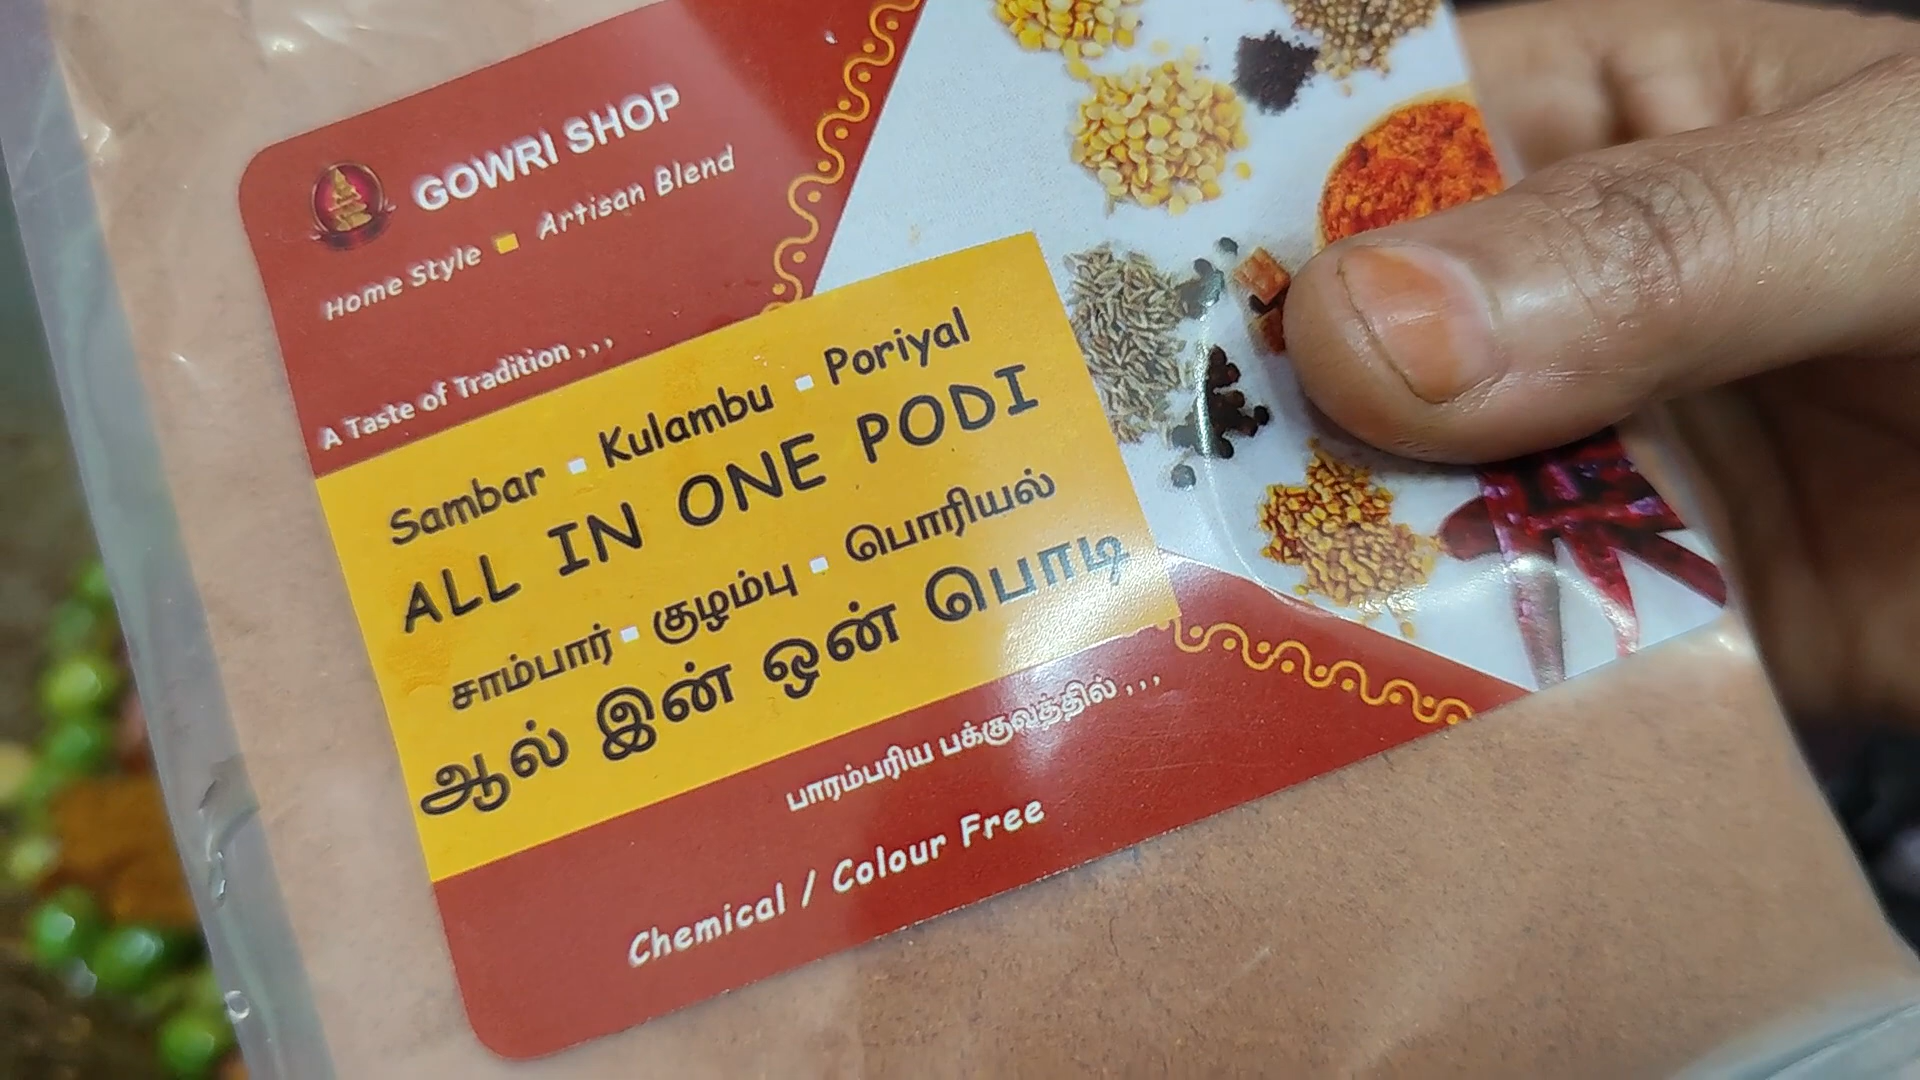 GOWRI SHOP
Home Style ▪ Artisan Blend
A Taste of Tradition , , ,
Sambar ▪ Kulambu ▪ Poriyal
ALL IN ONE PODI
சாம்பார் ▪ குழம்பு ▪ பொரியல்
ஆல் இன் ஒன் பொடி
பாரம்பரிய பக்குவத்தில் , , ,
Chemical / Colour Free